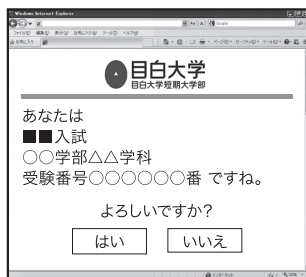 Windows Internet Explorer
Google
目白大学
目白大学短期大学部
あなたは
■■入試
○○学部△△学科
受験番号○○○○○○番 ですね。
よろしいですか?
はい
いいえ